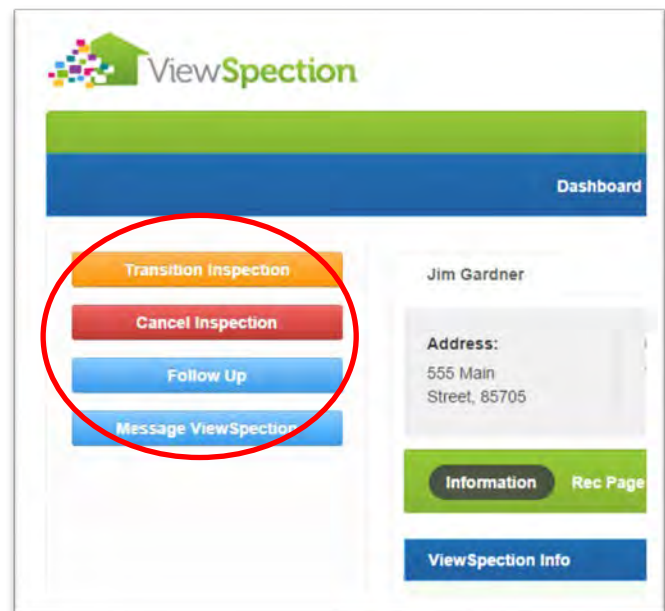 ViewSpection
Dashboard
Transition Inspection
Cancel Inspection
Follow Up
Message ViewSpection
Jim Gardner
Address:
555 Main
Street, 85705
Information Rec Page
ViewSpection Info